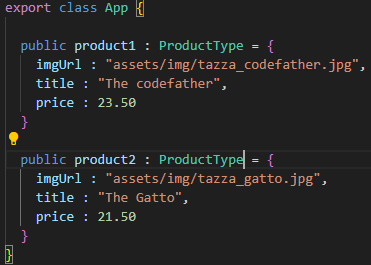 export class App {
public product1 : ProductType = {
imgUrl : "assets/img/tazza_codefather.jpg",
title : "The codefather",
price : 23.50
}
public product2 : ProductType = {
imgUrl : "assets/img/tazza_gatto.jpg",
title : "The Gatto",
price : 21.50
}
}